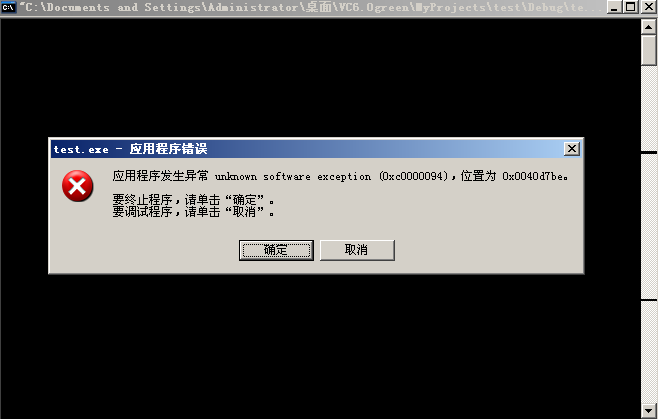 "C:\Documents and Settings\Administrator\桌面\VC6.0green\MyProjects\test\Debug\te...
test.exe - 应用程序错误
应用程序发生异常 unknown software exception (0xc0000094)，位置为 0x0040d7be。
要终止程序，请单击“确定”。
要调试程序，请单击“取消”。
确定
取消